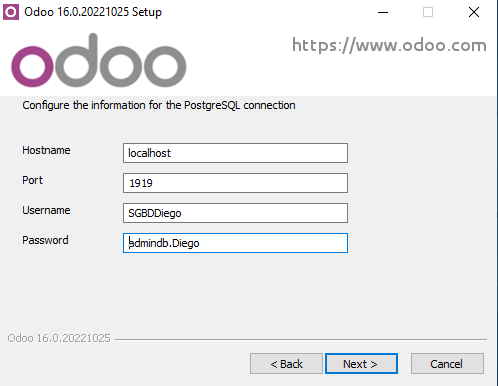 Odoo 16.0.20221025 Setup
odoo
https://www.odoo.com
Configure the information for the PostgreSQL connection
Hostname localhost
Port 1919
Username SGBDDiego
Password admindb.Diego
Odoo 16.0.20221025
< Back Next > Cancel